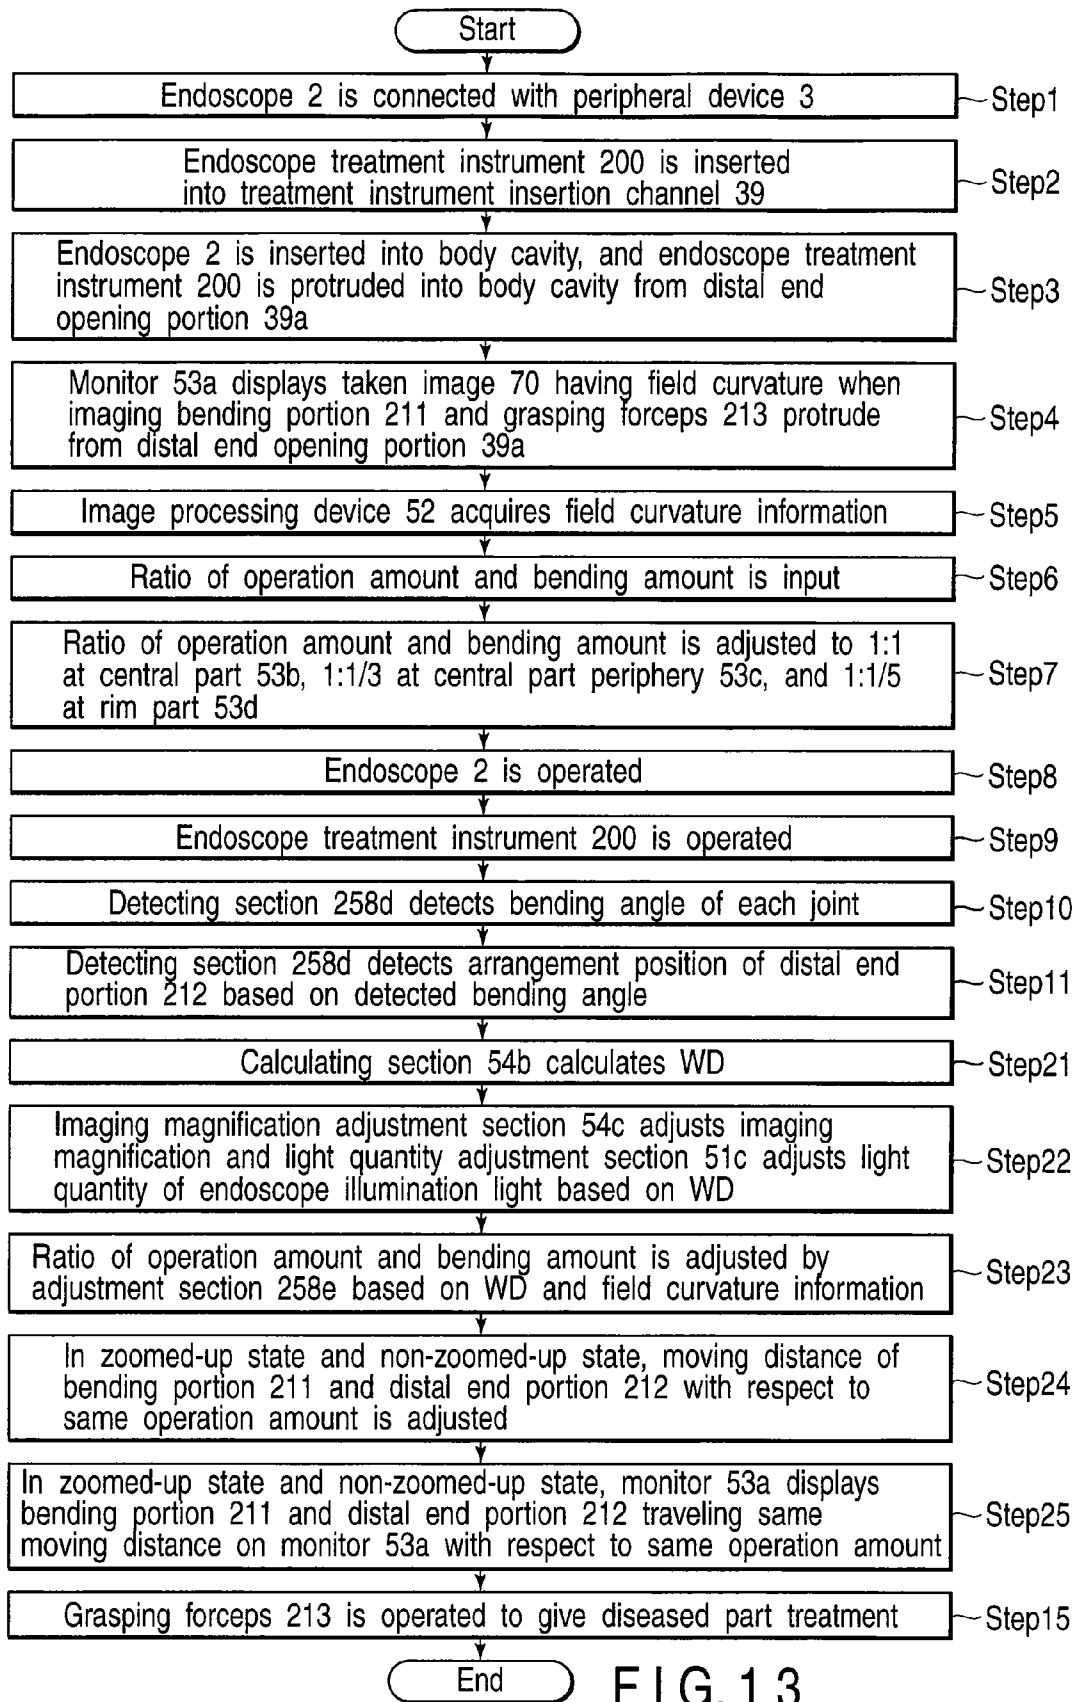 Start
Endoscope 2 is connected with peripheral device 3
Step1
Endoscope treatment instrument 200 is inserted
into treatment instrument insertion channel 39
Step2
Endoscope 2 is inserted into body cavity, and endoscope treatment
instrument 200 is protruded into body cavity from distal end
opening portion 39a
Step3
Monitor 53a displays taken image 70 having field curvature when
imaging bending portion 211 and grasping forceps 213 protrude
from distal end opening portion 39a
Step4
Image processing device 52 acquires field curvature information
Step5
Ratio of operation amount and bending amount is input
Step6
Ratio of operation amount and bending amount is adjusted to 1:1
at central part 53b, 1:1/3 at central part periphery 53c, and 1:1/5
at rim part 53d
Step7
Endoscope 2 is operated
Step8
Endoscope treatment instrument 200 is operated
Step9
Detecting section 258d detects bending angle of each joint
Step10
Detecting section 258d detects arrangement position of distal end
portion 212 based on detected bending angle
Step11
Calculating section 54b calculates WD
Step21
Imaging magnification adjustment section 54c adjusts imaging
magnification and light quantity adjustment section 51c adjusts light
quantity of endoscope illumination light based on WD
Step22
Ratio of operation amount and bending amount is adjusted by
adjustment section 258e based on WD and field curvature information
Step23
In zoomed-up state and non-zoomed-up state, moving distance of
bending portion 211 and distal end portion 212 with respect to
same operation amount is adjusted
Step24
In zoomed-up state and non-zoomed-up state, monitor 53a displays
bending portion 211 and distal end portion 212 traveling same
moving distance on monitor 53a with respect to same operation amount
Step25
Grasping forceps 213 is operated to give diseased part treatment
Step15
End
FIG. 13